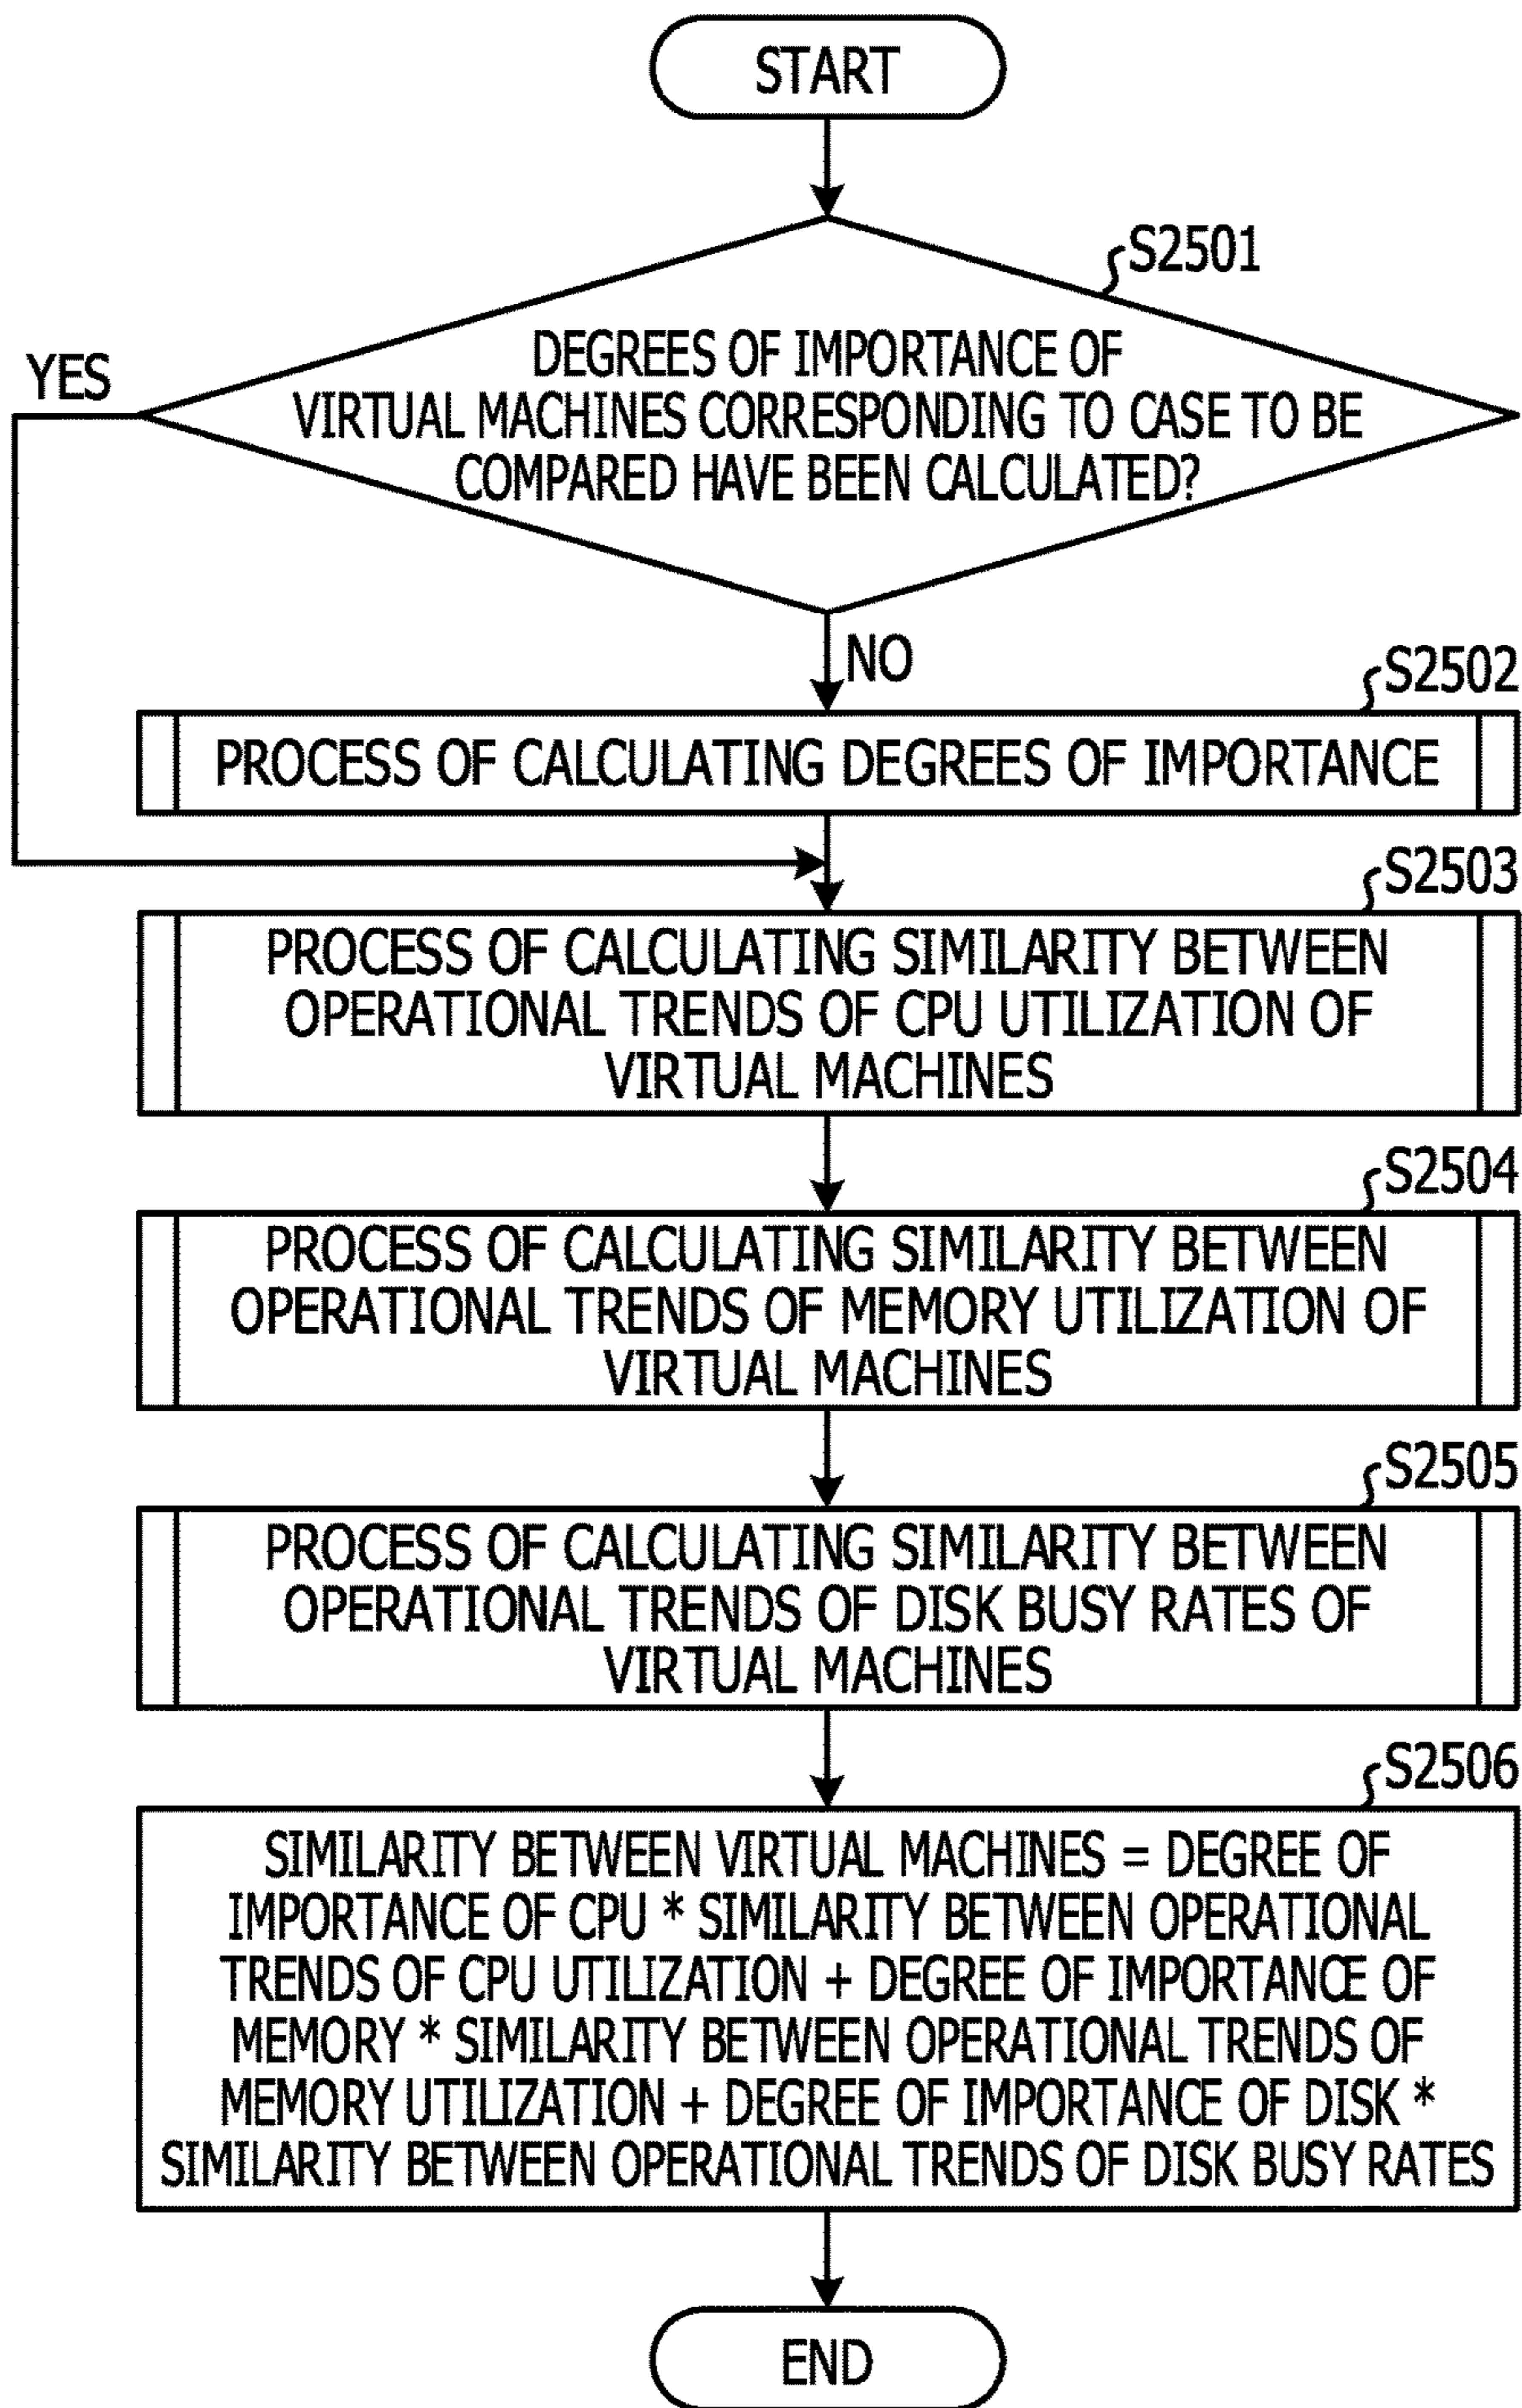 START
S2501
DEGREES OF IMPORTANCE OF
VIRTUAL MACHINES CORRESPONDING TO CASE TO BE
COMPARED HAVE BEEN CALCULATED?
YES
NO
S2502
PROCESS OF CALCULATING DEGREES OF IMPORTANCE
S2503
PROCESS OF CALCULATING SIMILARITY BETWEEN
OPERATIONAL TRENDS OF CPU UTILIZATION OF
VIRTUAL MACHINES
S2504
PROCESS OF CALCULATING SIMILARITY BETWEEN
OPERATIONAL TRENDS OF MEMORY UTILIZATION OF
VIRTUAL MACHINES
S2505
PROCESS OF CALCULATING SIMILARITY BETWEEN
OPERATIONAL TRENDS OF DISK BUSY RATES OF
VIRTUAL MACHINES
S2506
SIMILARITY BETWEEN VIRTUAL MACHINES = DEGREE OF
IMPORTANCE OF CPU * SIMILARITY BETWEEN OPERATIONAL
TRENDS OF CPU UTILIZATION + DEGREE OF IMPORTANCE OF
MEMORY * SIMILARITY BETWEEN OPERATIONAL TRENDS OF
MEMORY UTILIZATION + DEGREE OF IMPORTANCE OF DISK *
SIMILARITY BETWEEN OPERATIONAL TRENDS OF DISK BUSY RATES
END